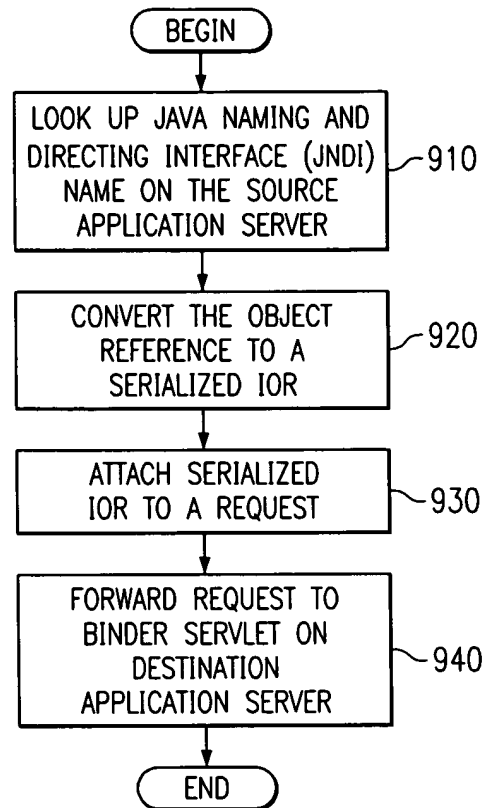 BEGIN
LOOK UP JAVA NAMING AND
DIRECTING INTERFACE (JNDI)
NAME ON THE SOURCE
APPLICATION SERVER
910
CONVERT THE OBJECT
REFERENCE TO A
SERIALIZED IOR
920
ATTACH SERIALIZED
IOR TO A REQUEST
930
FORWARD REQUEST TO
BINDER SERVLET ON
DESTINATION
APPLICATION SERVER
940
END